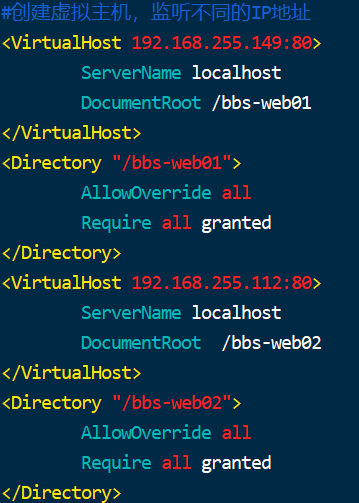 #创建虚拟主机，监听不同的IP地址
<VirtualHost 192.168.255.149:80>
        ServerName localhost
        DocumentRoot /bbs-web01
</VirtualHost>
<Directory "/bbs-web01">
        AllowOverride all
        Require all granted
</Directory>
<VirtualHost 192.168.255.112:80>
        ServerName localhost
        DocumentRoot  /bbs-web02
</VirtualHost>
<Directory "/bbs-web02">
        AllowOverride all
        Require all granted
</Directory>